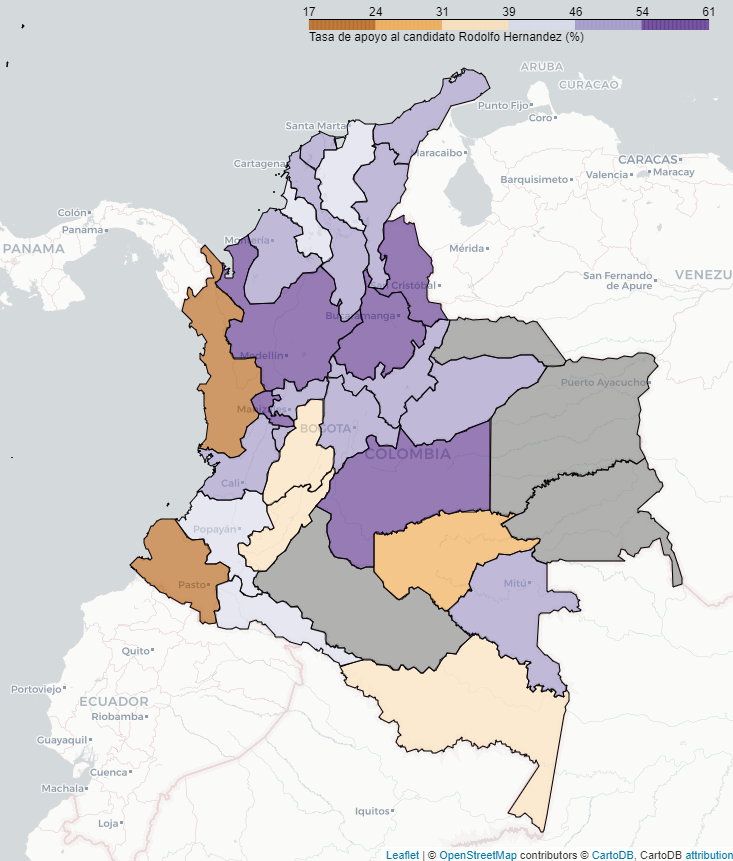 17 24 31 39 46 54 61
Tasa de apoyo al candidato Rodolfo Hernandez (%)
ARUBA
CURACAO
Punto Fijo
Coro
Santa Marta
Maracaibo
CARACAS
Cartagena
Barquisimeto
Valencia
Maracay
Colón
Panama
PANAMA
Montería
Mérida
San Cristóbal
San Fernando
de Apure
VENEZU
Bucaramanga
Medellín
Puerto Ayacucho
Manizales
BOGOTA
COLOMBIA
Cali
Popayán
Pasto
Mitú
Quito
Portoviejo
ECUADOR
Riobamba
Guayaquil
Cuenca
Machala
Loja
Iquitos
Leaflet | © OpenStreetMap contributors © CartoDB, CartoDB attribution